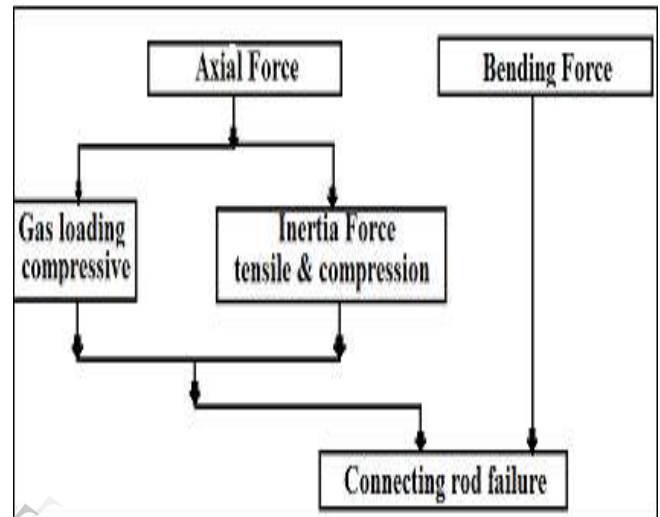 Axial Force
Bending Force
Gas loading
compressive
Inertia Force
tensile & compression
Connecting rod failure